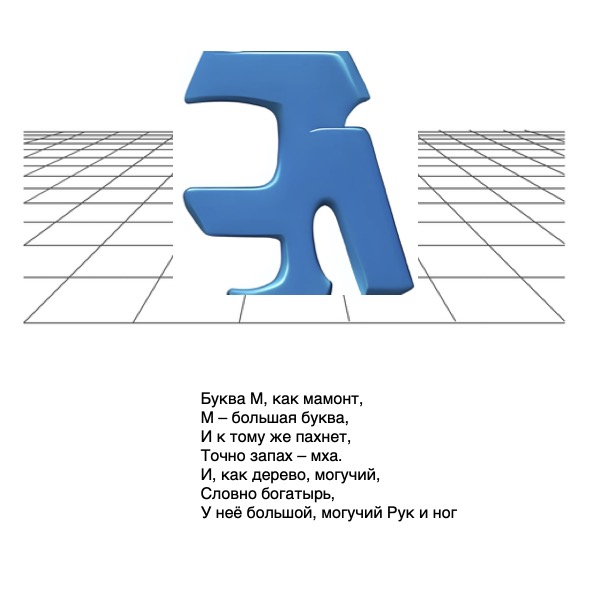 Буква М, как мамонт,
М – большая буква,
И к тому же пахнет,
Точно запах – мха.
И, как дерево, могучий,
Словно богатырь,
У неё большой, могучий Рук и ног